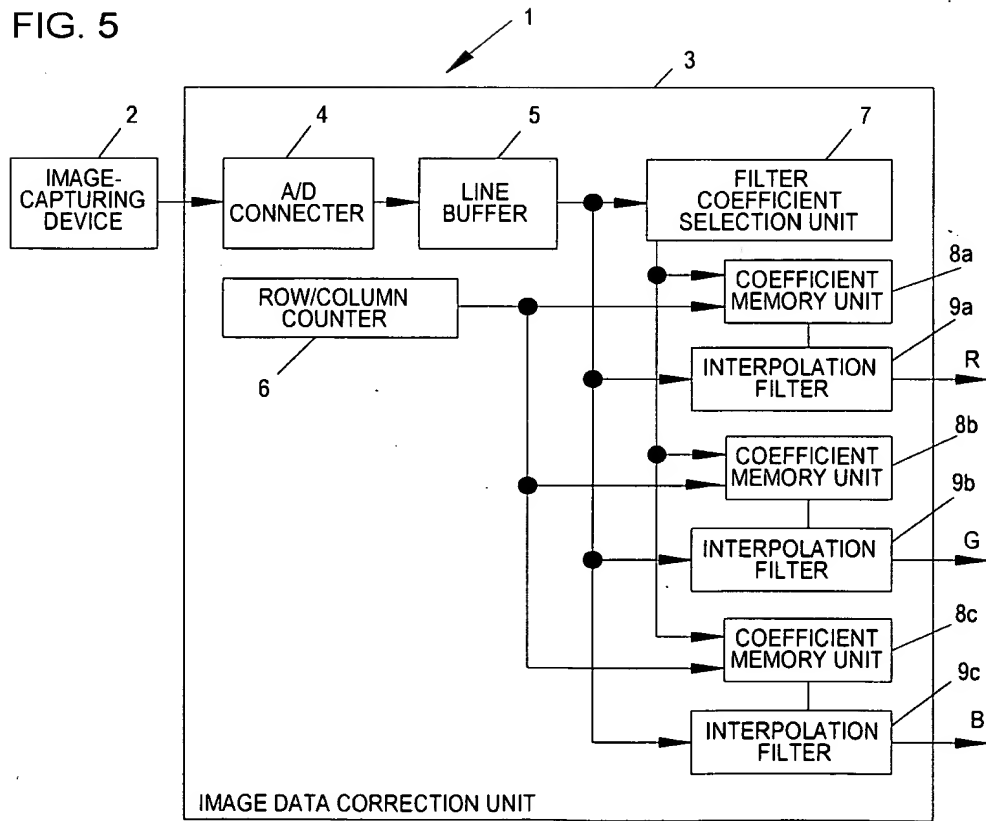 FIG. 5
1
3
2
4
5
7
IMAGE-
CAPTURING
DEVICE
A/D
CONNECTER
LINE
BUFFER
FILTER
COEFFICIENT
SELECTION UNIT
8a
COEFFICIENT
MEMORY UNIT
ROW/COLUMN
COUNTER
6
9a
INTERPOLATION
FILTER
R
8b
COEFFICIENT
MEMORY UNIT
9b
INTERPOLATION
FILTER
G
8c
COEFFICIENT
MEMORY UNIT
9c
INTERPOLATION
FILTER
B
IMAGE DATA CORRECTION UNIT